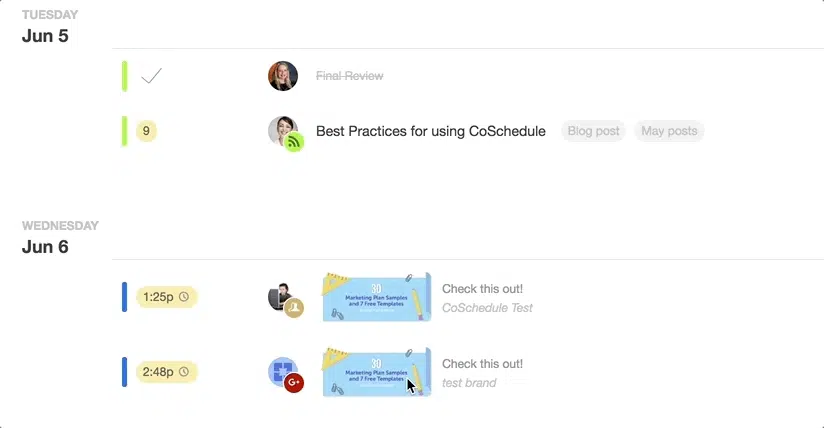 TUESDAY
Jun 5
Final Review
9
Best Practices for using CoSchedule
Blog post
May posts
WEDNESDAY
Jun 6
1:25p
30
Marketing Plan Samples
and 7 Free Templates
Check this out!
CoSchedule Test
2:48p
G+
30
Marketing Plan Samples
and 7 Free Templates
Check this out!
test brand